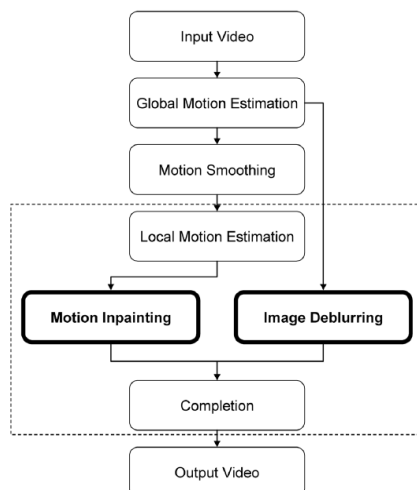 Input Video
Global Motion Estimation
Motion Smoothing
Local Motion Estimation
Motion Inpainting
Image Deblurring
Completion
Output Video